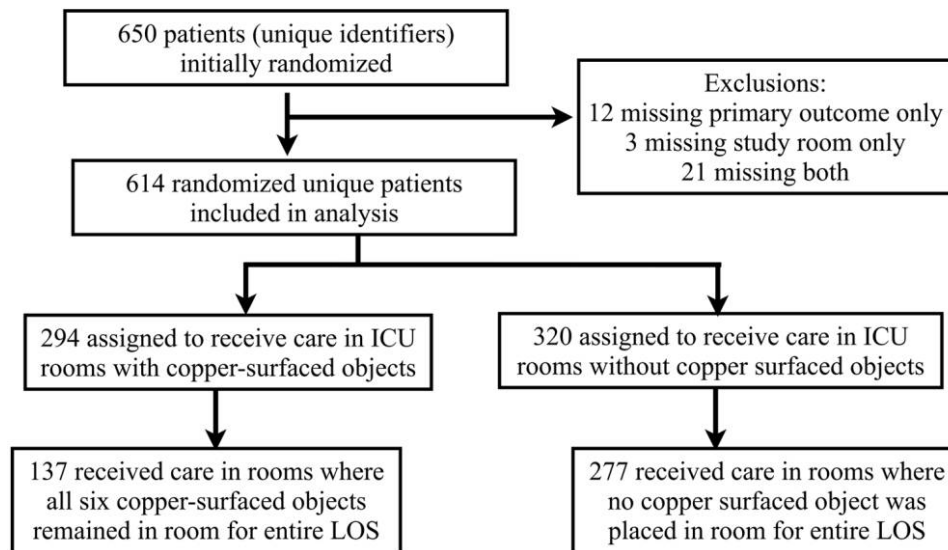 650 patients (unique identifiers)
initially randomized
Exclusions:
12 missing primary outcome only
3 missing study room only
21 missing both
614 randomized unique patients
included in analysis
294 assigned to receive care in ICU
rooms with copper-surfaced objects
320 assigned to receive care in ICU
rooms without copper surfaced objects
137 received care in rooms where
all six copper-surfaced objects
remained in room for entire LOS
277 received care in rooms where
no copper surfaced object was
placed in room for entire LOS